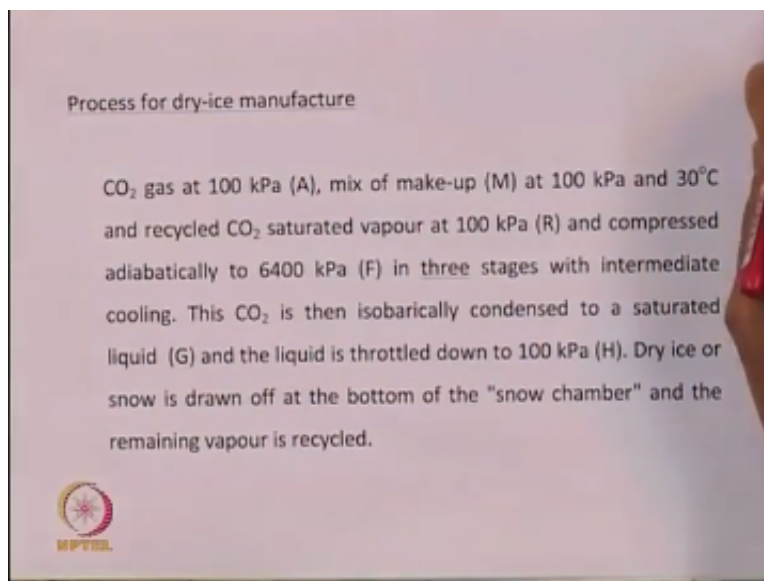 Process for dry-ice manufacture
CO₂ gas at 100 kPa (A), mix of make-up (M) at 100 kPa and 30°C
and recycled CO₂ saturated vapour at 100 kPa (R) and compressed
adiabatically to 6400 kPa (F) in three stages with intermediate
cooling. This CO₂ is then isobarically condensed to a saturated
liquid (G) and the liquid is throttled down to 100 kPa (H). Dry ice or
snow is drawn off at the bottom of the "snow chamber" and the
remaining vapour is recycled.
NPTEL